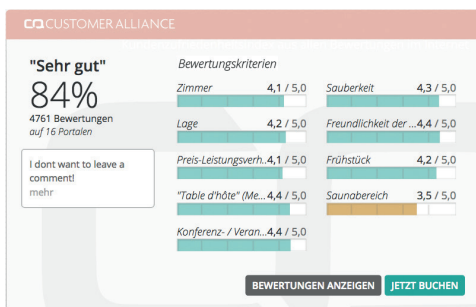 CUSTOMER ALLIANCE
"Sehr gut"
84%
4761 Bewertungen
auf 16 Portalen
I dont want to leave a
comment!
mehr
Bewertungskriterien
Zimmer 4,1 / 5,0
Lage 4,2 / 5,0
Preis-Leistungsverh..4,1 / 5,0
"Table d'hôte" (Me...4,4 / 5,0
Konferenz- / Veran...4,4 / 5,0
Sauberkeit 4,3 / 5,0
Freundlichkeit der ...4,4 / 5,0
Frühstück 4,2 / 5,0
Saunabereich 3,5 / 5,0
BEWERTUNGEN ANZEIGEN JETZT BUCHEN